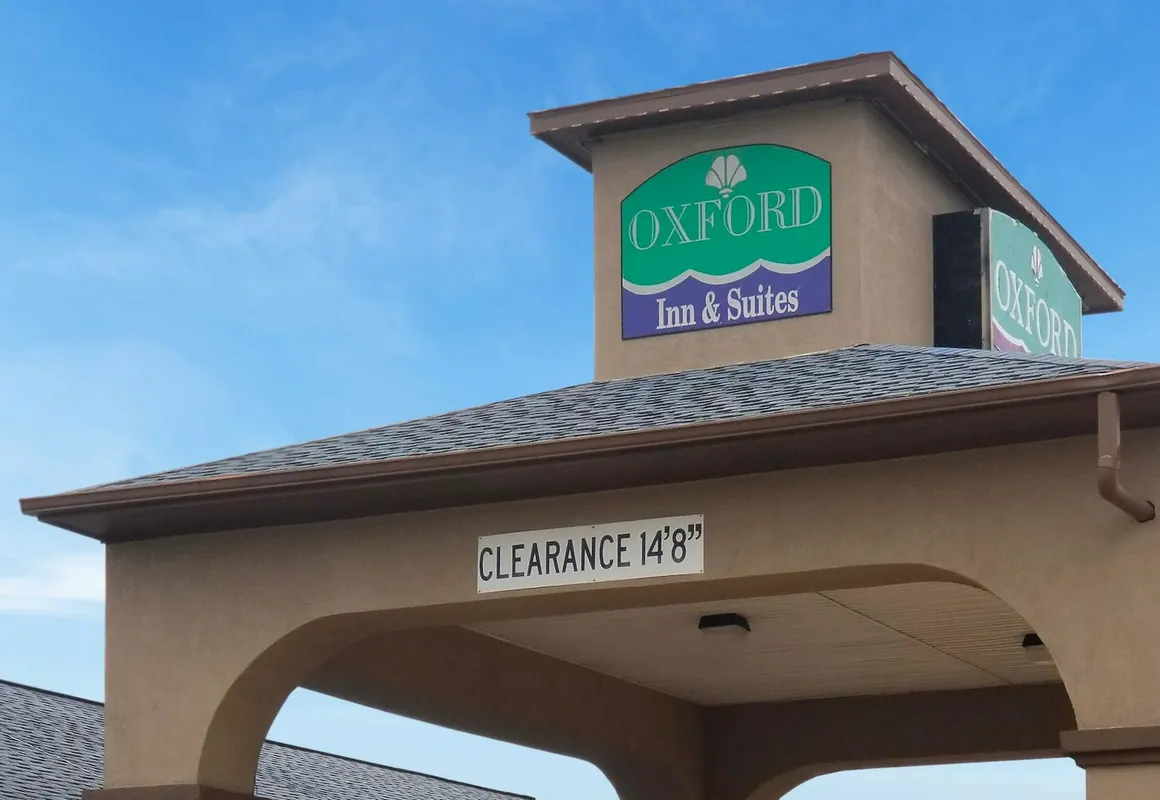 OXFORD
Inn & Suites
OXFORD
CLEARANCE 14'8"